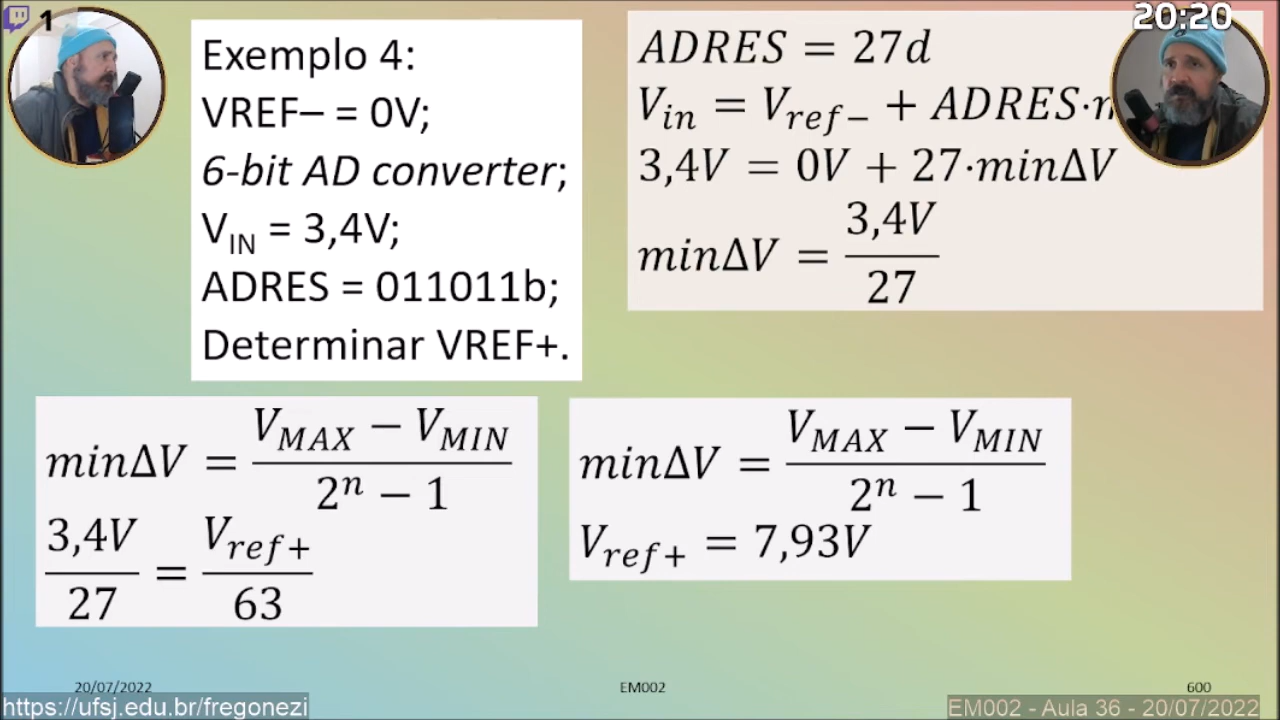 1
20:20
Exemplo 4:
VREF– = 0V;
6-bit AD converter;
V_IN = 3,4V;
ADRES = 011011b;
Determinar VREF+.
ADRES = 27d
V_in = V_ref− + ADRES·
3,4V = 0V + 27·minΔV
minΔV = 3,4V/27
minΔV = (V_MAX − V_MIN)/(2^n − 1)
3,4V/27 = V_ref+/63
minΔV = (V_MAX − V_MIN)/(2^n − 1)
V_ref+ = 7,93V
20/07/2022
EM002
600
https://ufsj.edu.br/fregonezi
EM002 - Aula 36 - 20/07/2022